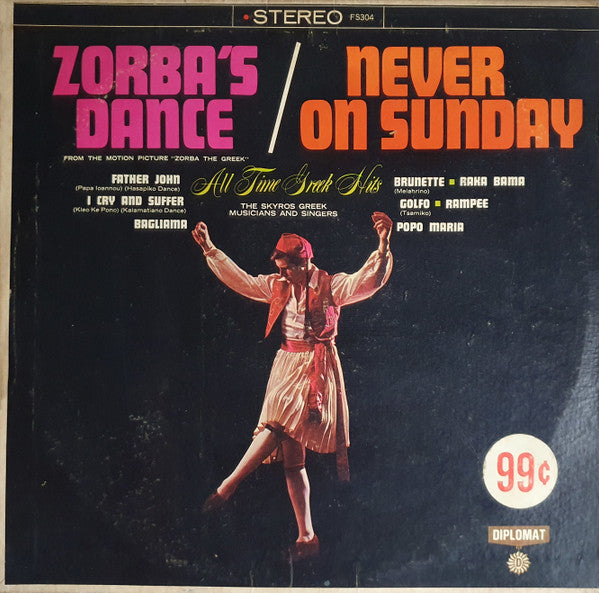 STEREO FS304
ZORBA'S DANCE / NEVER ON SUNDAY
FROM THE MOTION PICTURE "ZORBA THE GREEK"
All Time Greek Hits
THE SKYROS GREEK
MUSICIANS AND SINGERS
FATHER JOHN
(Papa Ioannou) (Hasapiko Dance)
I CRY AND SUFFER
(Kleo Ke Pono) (Kalamatiano Dance)
BAGLIAMA
BRUNETTE ▪ RAKA BAMA
(Melahrino)
GOLFO ▪ RAMPEE
(Tsamiko)
POPO MARIA
99¢
DIPLOMAT
D